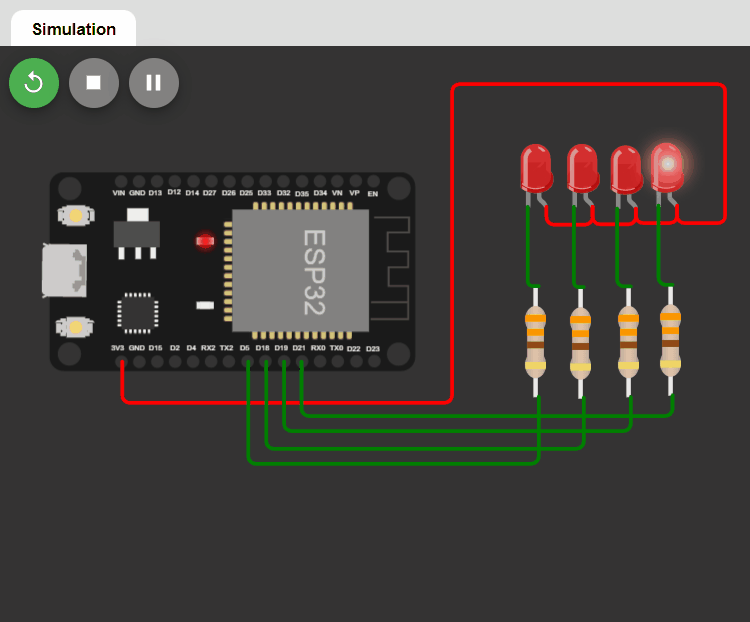 Simulation
VIN GND D13 D12 D14 D27 D26 D25 D33 D32 D35 D34 VN VP EN
ESP32
3V3 GND D15 D2 D4 RX2 TX2 D5 D18 D19 D21 RX0 TX0 D22 D23